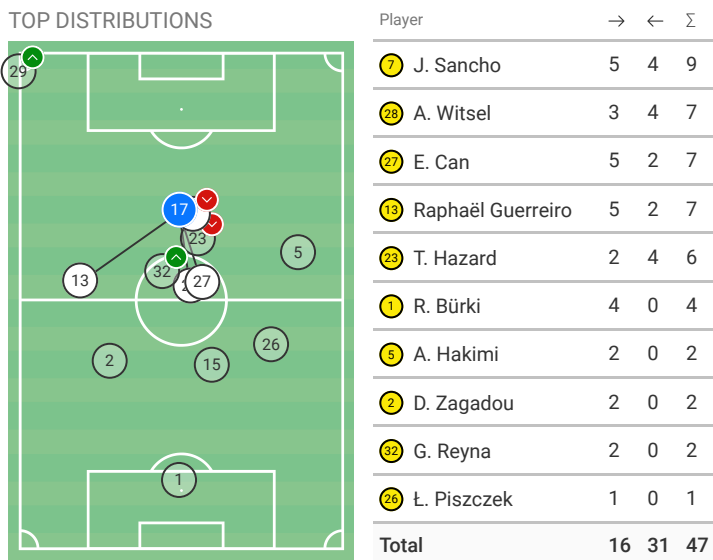 TOP DISTRIBUTIONS
29
17
23
5
32
27
13
26
2
15
1
Player → ← Σ
7 J. Sancho 5 4 9
28 A. Witsel 3 4 7
27 E. Can 5 2 7
13 Raphaël Guerreiro 5 2 7
23 T. Hazard 2 4 6
1 R. Bürki 4 0 4
5 A. Hakimi 2 0 2
2 D. Zagadou 2 0 2
32 G. Reyna 2 0 2
26 Ł. Piszczek 1 0 1
Total 16 31 47